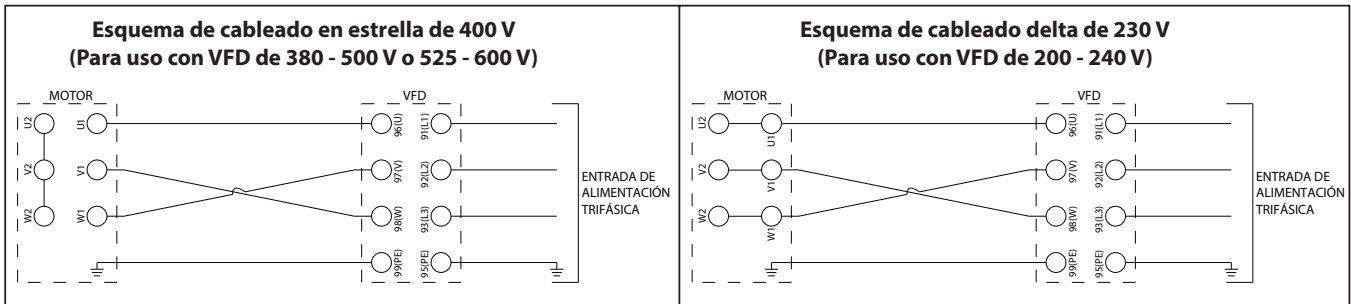 Esquema de cableado en estrella de 400 V
(Para uso con VFD de 380 - 500 V o 525 - 600 V)
MOTOR
VFD
U2
U1
96(U)
91(L1)
V2
V1
97(V)
92(L2)
W2
W1
98(W)
93(L3)
99(PE)
95(PE)
ENTRADA DE
ALIMENTACIÓN
TRIFÁSICA
Esquema de cableado delta de 230 V
(Para uso con VFD de 200 - 240 V)
MOTOR
VFD
U2
U1
96(U)
91(L1)
V2
V1
97(V)
92(L2)
W2
W1
98(W)
93(L3)
99(PE)
95(PE)
ENTRADA DE
ALIMENTACIÓN
TRIFÁSICA